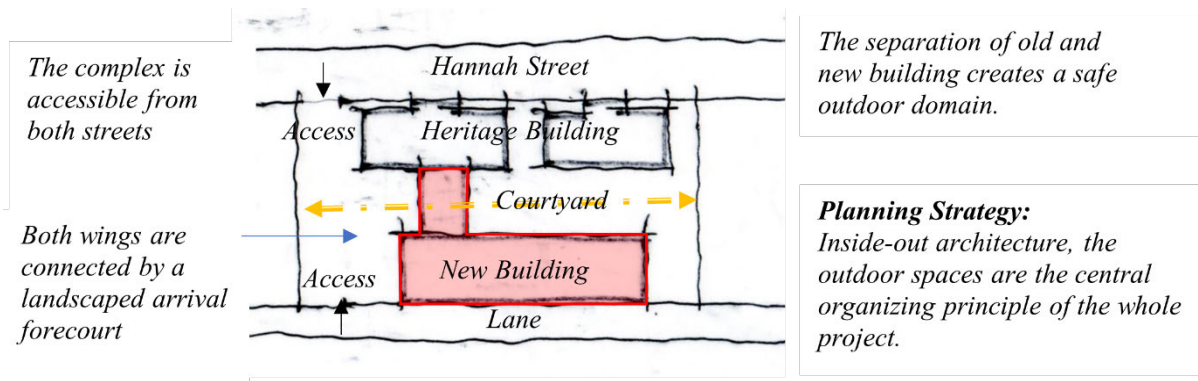 The complex is
accessible from
both streets
Both wings are
connected by a
landscaped arrival
forecourt
Hannah Street
Access
Heritage Building
Courtyard
New Building
Access
Lane
The separation of old and
new building creates a safe
outdoor domain.
Planning Strategy:
Inside-out architecture, the
outdoor spaces are the central
organizing principle of the whole
project.